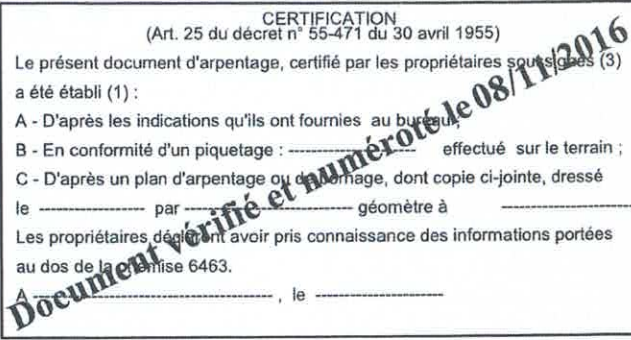 CERTIFICATION
(Art. 25 du décret n° 55-471 du 30 avril 1955)
Le présent document d'arpentage, certifié par les propriétaires soussignés (3)
a été établi (1) :
A - D'après les indications qu'ils ont fournies au bureau ;
B - En conformité d'un piquetage : ---------------------- effectué sur le terrain ;
C - D'après un plan d'arpentage ou de bornage, dont copie ci-jointe, dressé
le ------------------ par ---------------------------- géomètre à ----------------------
Les propriétaires déclarent avoir pris connaissance des informations portées
au dos de la chemise 6463.
A ---------------------------------------- , le ----------------------
Document vérifié et numéroté le 08/11/2016